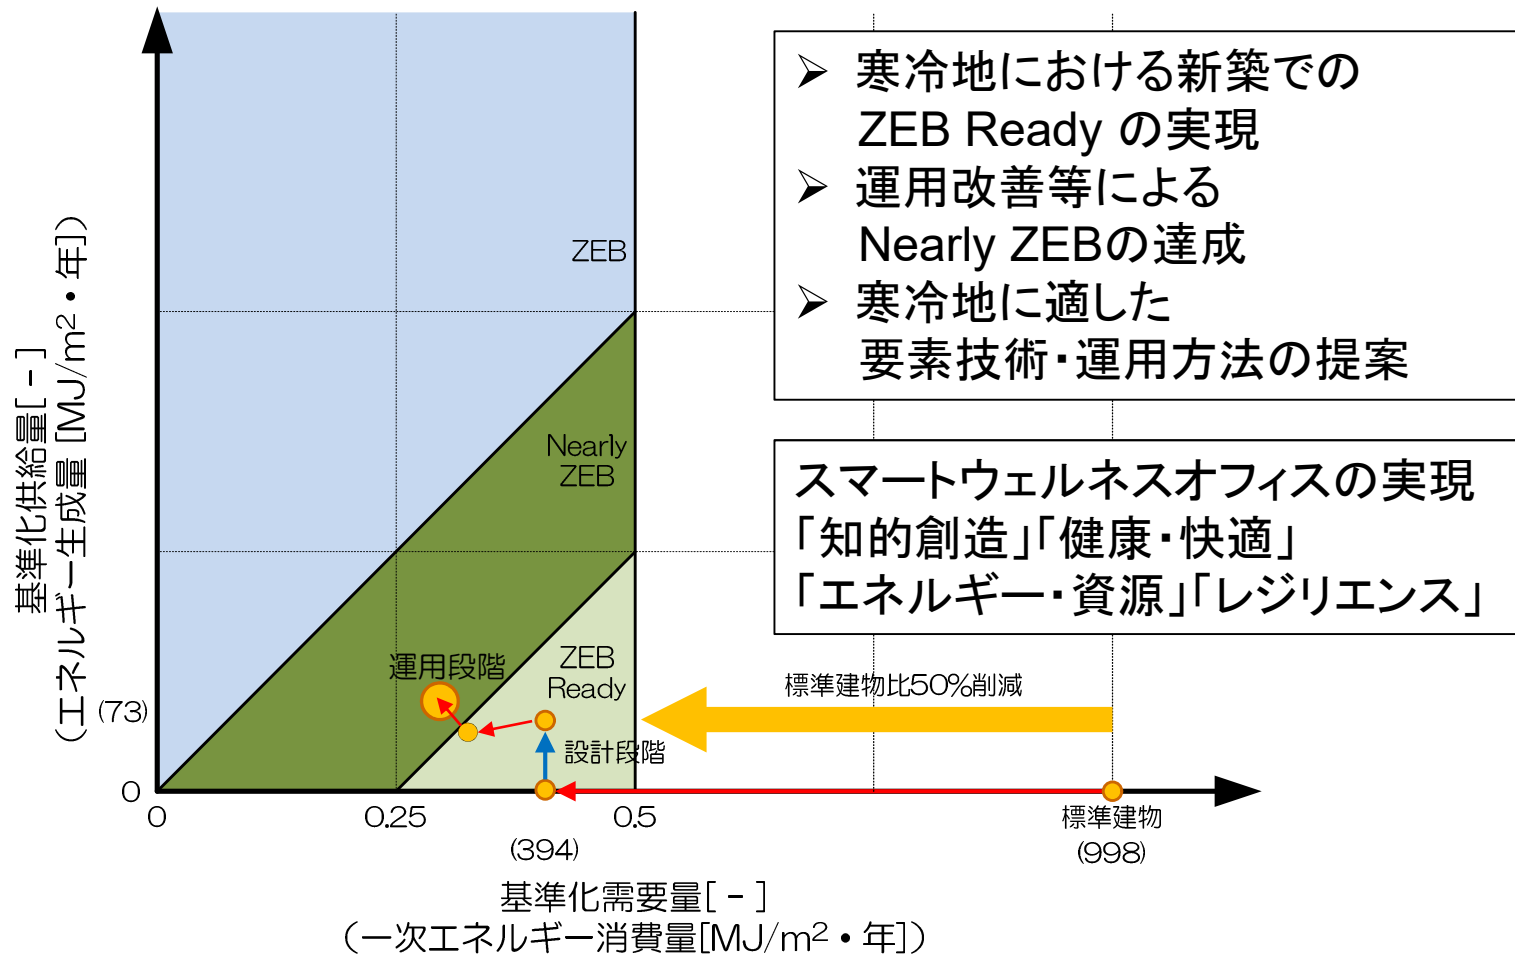 ➢ 寒冷地における新築での
ZEB Ready の実現
➢ 運用改善等による
Nearly ZEBの達成
➢ 寒冷地に適した
要素技術・運用方法の提案
スマートウェルネスオフィスの実現
「知的創造」「健康・快適」
「エネルギー・資源」「レジリエンス」
ZEB
Nearly
ZEB
ZEB
Ready
運用段階
設計段階
標準建物比50%削減
基準化供給量[-]
(エネルギー生成量 [MJ/m²・年])
(73)
0
0
0.25
0.5
標準建物
(394)
(998)
基準化需要量[-]
(一次エネルギー消費量[MJ/m²・年])